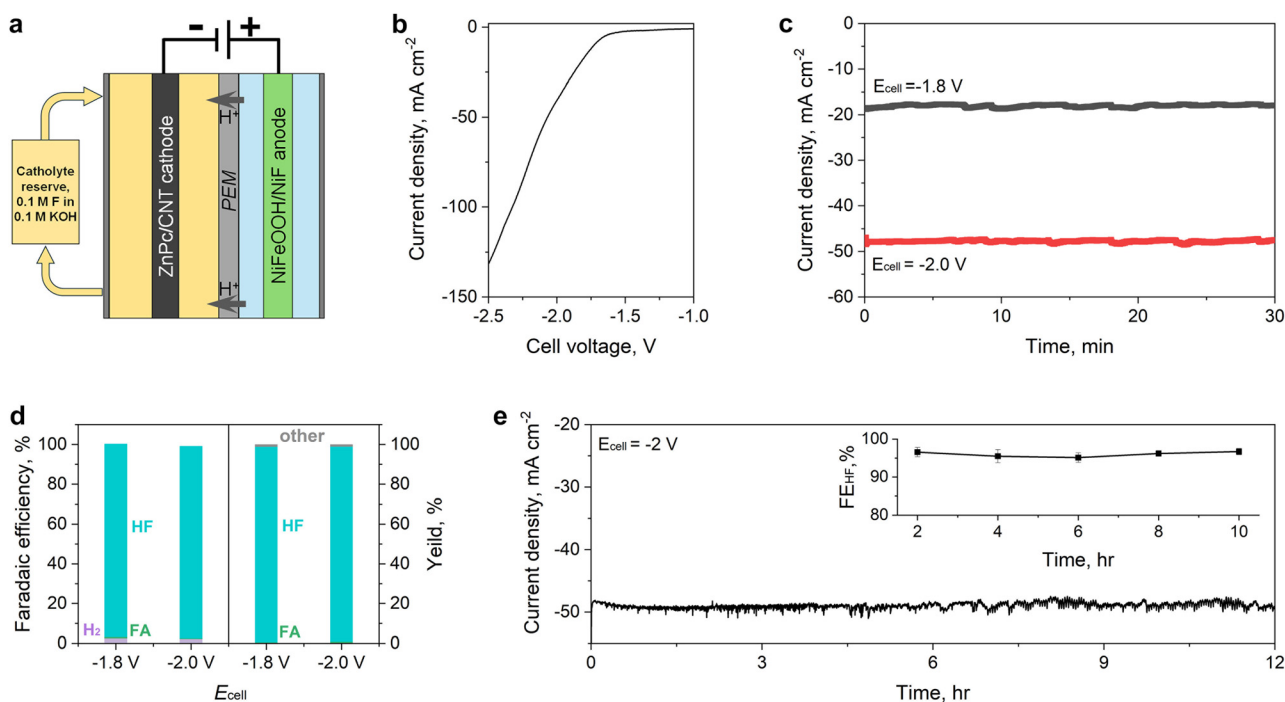 a
-
+
Catholyte
reserve,
0.1 M F in
0.1 M KOH
ZnPc/CNT cathode
H+
PEM
H+
NiFeOOH/NiF anode
b
Current density, mA cm-2
0
-50
-100
-150
-2.5
-2.0
-1.5
-1.0
Cell voltage, V
c
Current density, mA cm-2
0
-10
-20
-30
-40
-50
-60
Ecell =-1.8 V
Ecell = -2.0 V
0
10
20
30
Time, min
d
Faradaic efficiency, %
100
80
60
40
20
0
HF
H2
FA
other
HF
FA
100
80
60
40
20
0
Yeild, %
-1.8 V
-2.0 V
-1.8 V
-2.0 V
Ecell
e
Current density, mA cm-2
-20
-30
-40
-50
Ecell = -2 V
FEHF, %
100
90
80
2
4
6
8
10
Time, hr
0
3
6
9
12
Time, hr